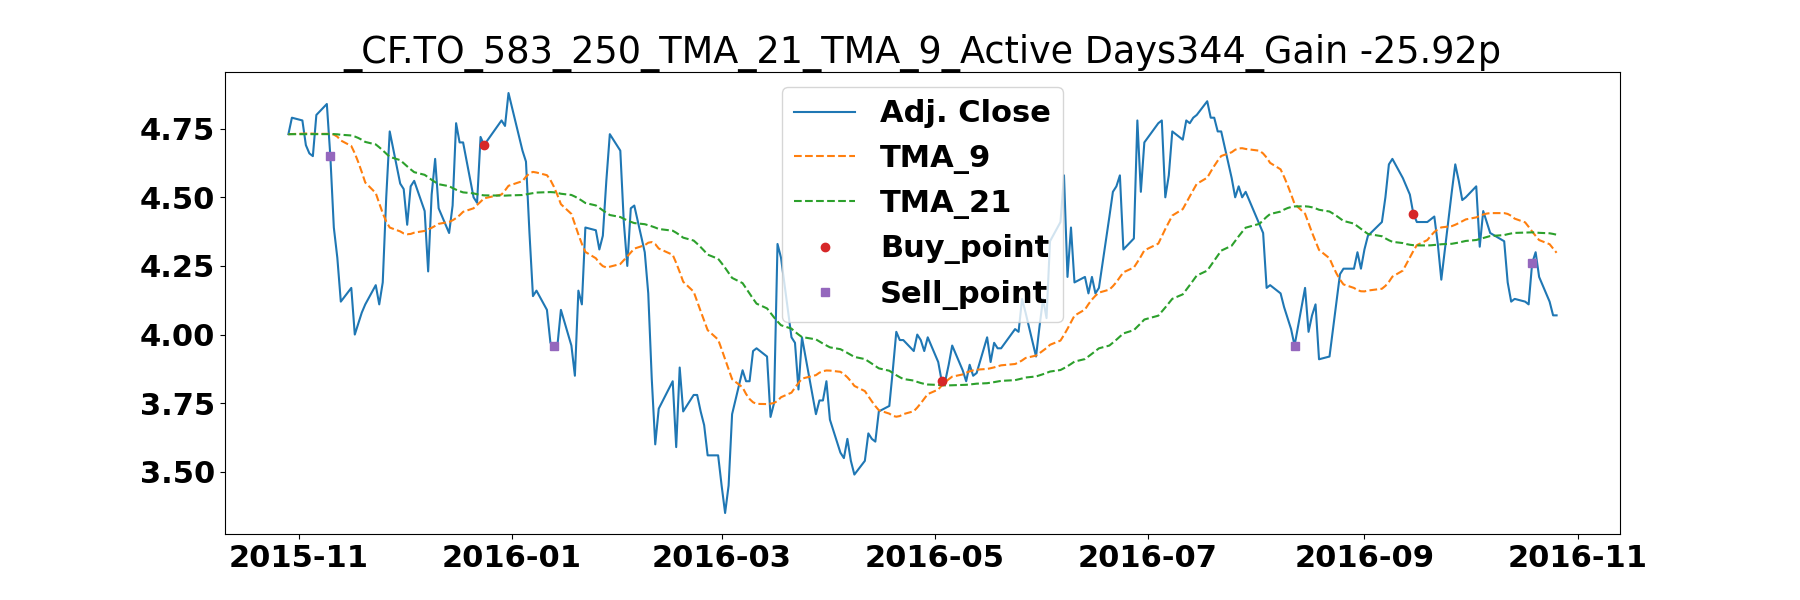 _CF.TO_583_250_TMA_21_TMA_9_Active Days344_Gain -25.92p
4.75
4.50
4.25
4.00
3.75
3.50
Adj. Close
TMA_9
TMA_21
Buy_point
Sell_point
2015-11 2016-01 2016-03 2016-05 2016-07 2016-09 2016-11